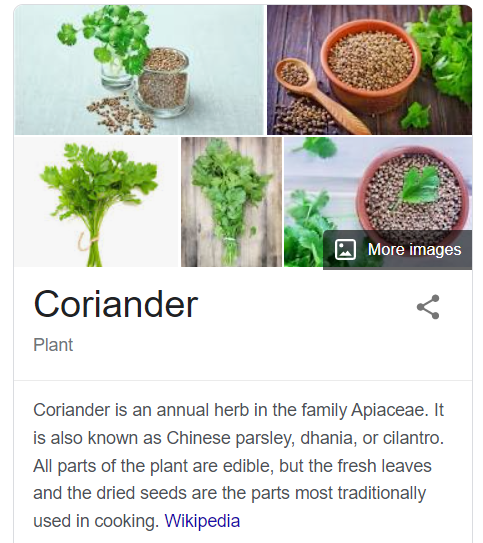 More images
Coriander
Plant
Coriander is an annual herb in the family Apiaceae. It
is also known as Chinese parsley, dhania, or cilantro.
All parts of the plant are edible, but the fresh leaves
and the dried seeds are the parts most traditionally
used in cooking. Wikipedia